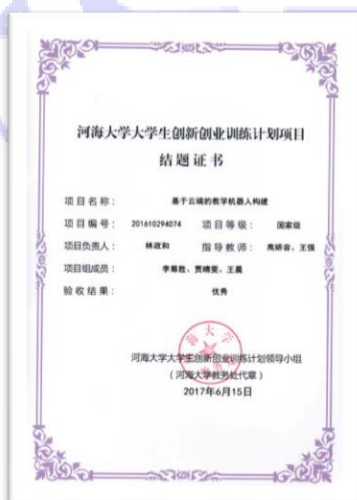 河海大学大学生创新创业训练计划项目
结题证书
项目名称： 基于云端的教学机器人构建
项目编号： 201610294074 项目等级： 国家级
项目负责人： 林政和 指导教师： 高娇容、王强
项目组成员： 李甯胜、贾晴雯、王晨
验收结果： 优秀
河海大学大学生创新创业训练计划领导小组
（河海大学教务处代章）
2017年6月15日